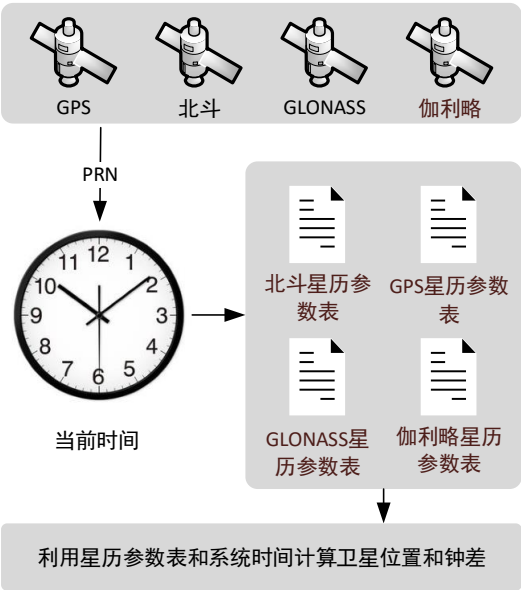 GPS
北斗
GLONASS
伽利略
PRN
12
1
2
3
4
5
6
7
8
9
10
11
当前时间
北斗星历参
数表
GPS星历参数
表
GLONASS星
历参数表
伽利略星历
参数表
利用星历参数表和系统时间计算卫星位置和钟差